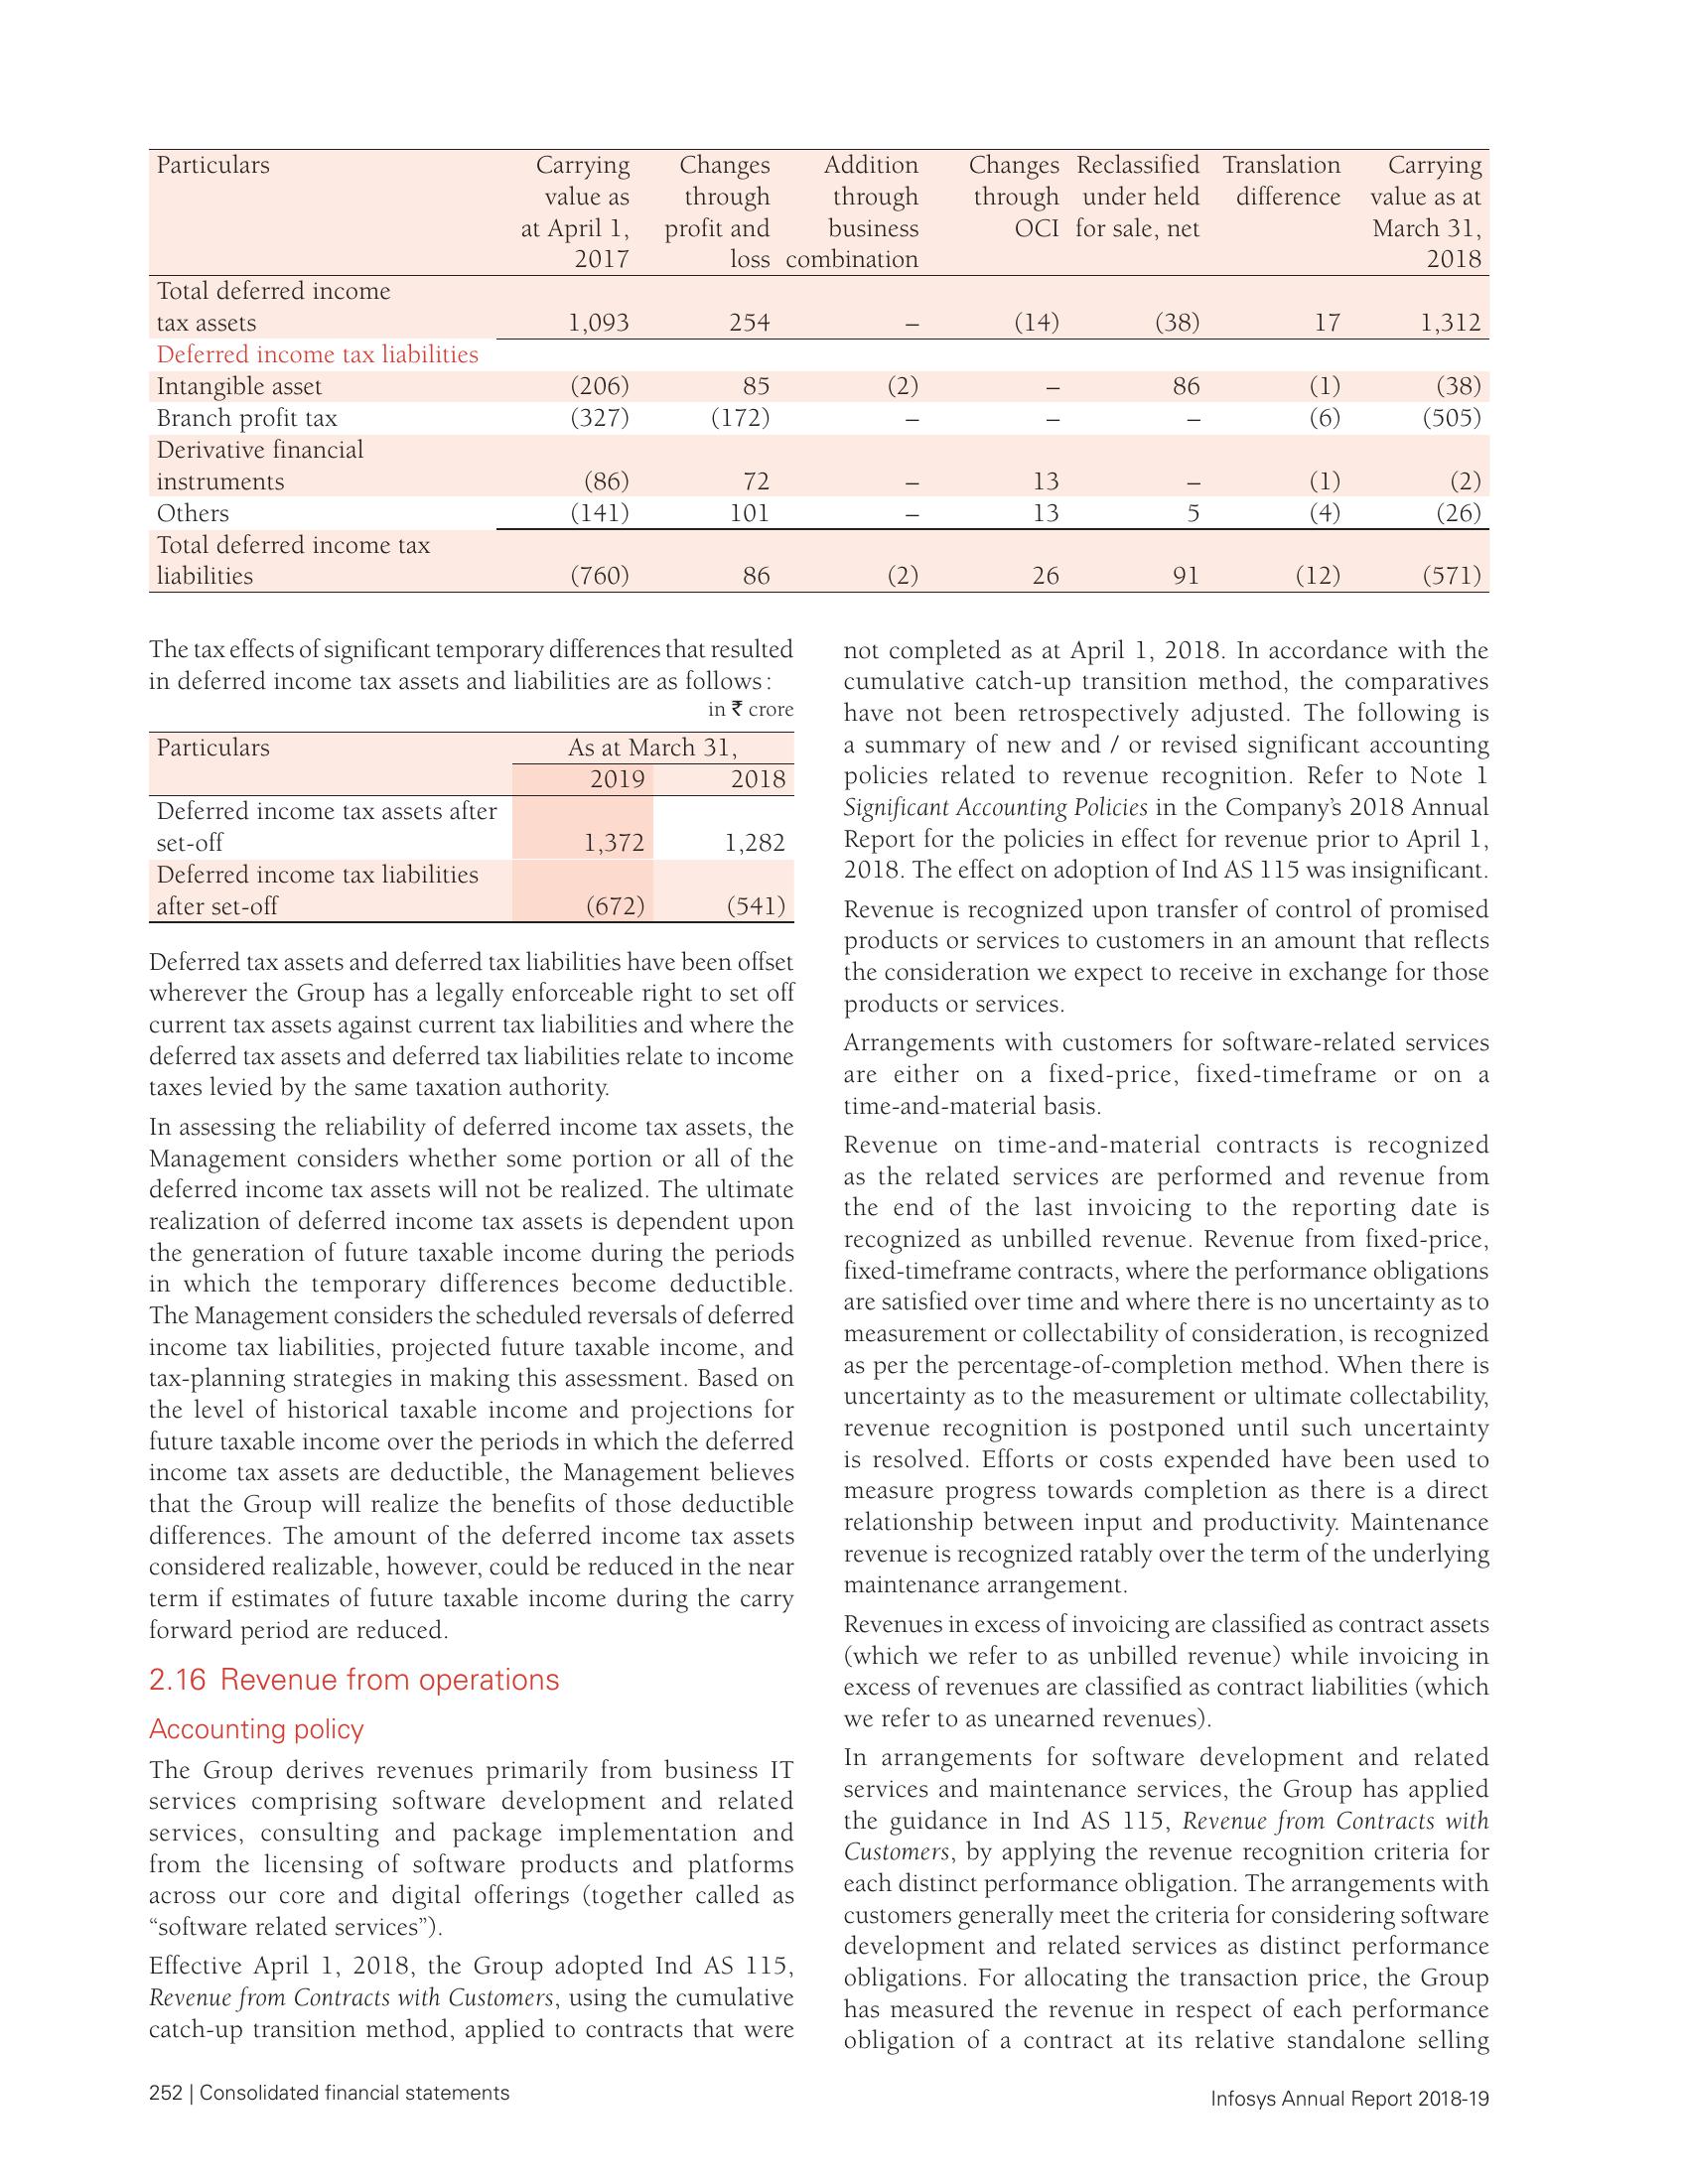 Particulars Carrying Changes Addition Changes Reclassified Translation Carrying
value as through through through under held difference value as at
at April 1, profit and business OCI for sale, net March 31,
2017 loss combination 2018
Total deferred income
tax assets 1,093 254 – (14) (38) 17 1,312
Deferred income tax liabilities
Intangible asset (206) 85 (2) – 86 (1) (38)
Branch profit tax (327) (172) – – – (6) (505)
Derivative financial
instruments (86) 72 – 13 – (1) (2)
Others (141) 101 – 13 5 (4) (26)
Total deferred income tax
liabilities (760) 86 (2) 26 91 (12) (571)
The tax effects of significant temporary differences that resulted
in deferred income tax assets and liabilities are as follows:
in ₹ crore
Particulars As at March 31,
2019 2018
Deferred income tax assets after
set-off 1,372 1,282
Deferred income tax liabilities
after set-off (672) (541)
Deferred tax assets and deferred tax liabilities have been offset
wherever the Group has a legally enforceable right to set off
current tax assets against current tax liabilities and where the
deferred tax assets and deferred tax liabilities relate to income
taxes levied by the same taxation authority.
In assessing the reliability of deferred income tax assets, the
Management considers whether some portion or all of the
deferred income tax assets will not be realized. The ultimate
realization of deferred income tax assets is dependent upon
the generation of future taxable income during the periods
in which the temporary differences become deductible.
The Management considers the scheduled reversals of deferred
income tax liabilities, projected future taxable income, and
tax-planning strategies in making this assessment. Based on
the level of historical taxable income and projections for
future taxable income over the periods in which the deferred
income tax assets are deductible, the Management believes
that the Group will realize the benefits of those deductible
differences. The amount of the deferred income tax assets
considered realizable, however, could be reduced in the near
term if estimates of future taxable income during the carry
forward period are reduced.
2.16 Revenue from operations
Accounting policy
The Group derives revenues primarily from business IT
services comprising software development and related
services, consulting and package implementation and
from the licensing of software products and platforms
across our core and digital offerings (together called as
“software related services”).
Effective April 1, 2018, the Group adopted Ind AS 115,
Revenue from Contracts with Customers, using the cumulative
catch-up transition method, applied to contracts that were
not completed as at April 1, 2018. In accordance with the
cumulative catch-up transition method, the comparatives
have not been retrospectively adjusted. The following is
a summary of new and / or revised significant accounting
policies related to revenue recognition. Refer to Note 1
Significant Accounting Policies in the Company’s 2018 Annual
Report for the policies in effect for revenue prior to April 1,
2018. The effect on adoption of Ind AS 115 was insignificant.
Revenue is recognized upon transfer of control of promised
products or services to customers in an amount that reflects
the consideration we expect to receive in exchange for those
products or services.
Arrangements with customers for software-related services
are either on a fixed-price, fixed-timeframe or on a
time-and-material basis.
Revenue on time-and-material contracts is recognized
as the related services are performed and revenue from
the end of the last invoicing to the reporting date is
recognized as unbilled revenue. Revenue from fixed-price,
fixed-timeframe contracts, where the performance obligations
are satisfied over time and where there is no uncertainty as to
measurement or collectability of consideration, is recognized
as per the percentage-of-completion method. When there is
uncertainty as to the measurement or ultimate collectability,
revenue recognition is postponed until such uncertainty
is resolved. Efforts or costs expended have been used to
measure progress towards completion as there is a direct
relationship between input and productivity. Maintenance
revenue is recognized ratably over the term of the underlying
maintenance arrangement.
Revenues in excess of invoicing are classified as contract assets
(which we refer to as unbilled revenue) while invoicing in
excess of revenues are classified as contract liabilities (which
we refer to as unearned revenues).
In arrangements for software development and related
services and maintenance services, the Group has applied
the guidance in Ind AS 115, Revenue from Contracts with
Customers, by applying the revenue recognition criteria for
each distinct performance obligation. The arrangements with
customers generally meet the criteria for considering software
development and related services as distinct performance
obligations. For allocating the transaction price, the Group
has measured the revenue in respect of each performance
obligation of a contract at its relative standalone selling
252 | Consolidated financial statements
Infosys Annual Report 2018-19